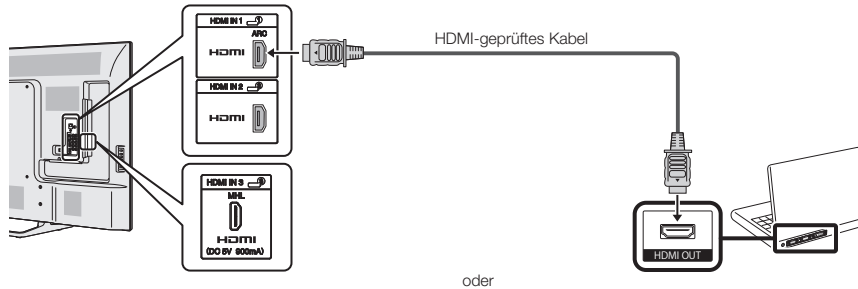 HDMI IN 1
ARC
HDMI
HDMI IN 2
HDMI
HDMI IN 3
MHL
HDMI
(DC 5V 900mA)
HDMI-geprüftes Kabel
HDMI OUT
oder